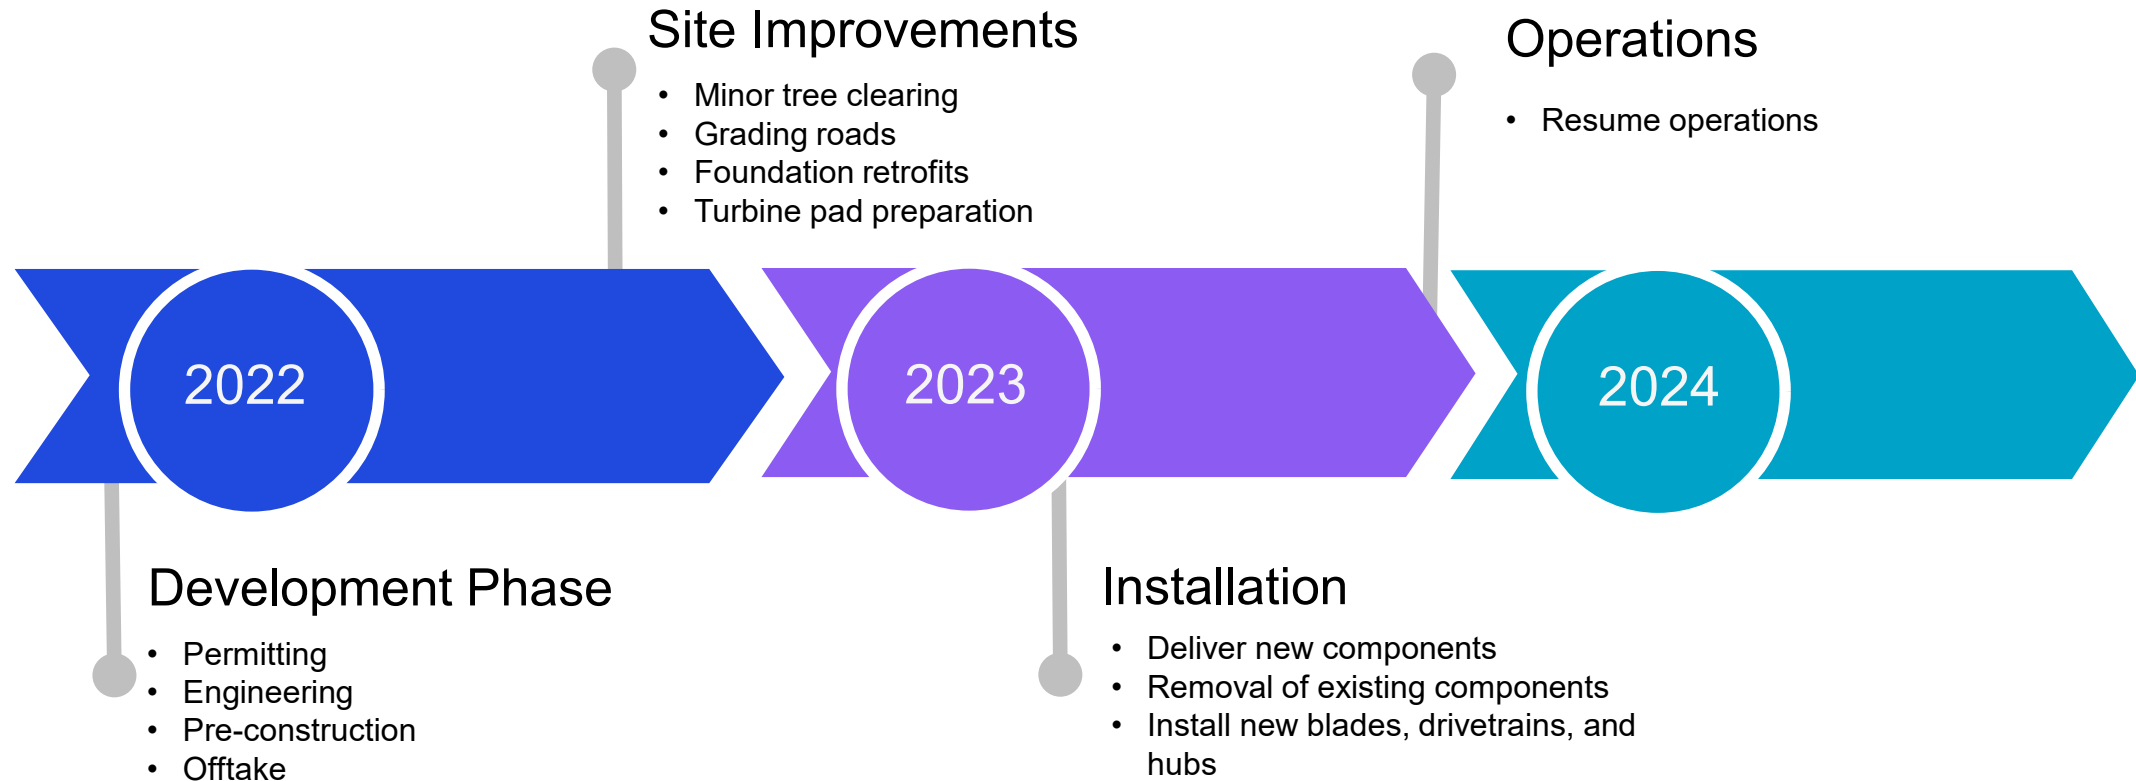 Site Improvements
• Minor tree clearing
• Grading roads
• Foundation retrofits
• Turbine pad preparation
Operations
• Resume operations
2022
2023
2024
Development Phase
• Permitting
• Engineering
• Pre-construction
• Offtake
Installation
• Deliver new components
• Removal of existing components
• Install new blades, drivetrains, and
hubs